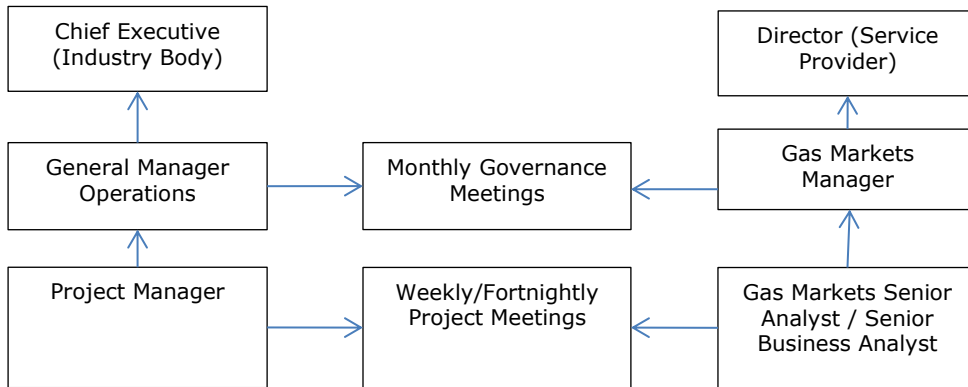 Chief Executive
(Industry Body)
Director (Service
Provider)
General Manager
Operations
Monthly Governance
Meetings
Gas Markets
Manager
Project Manager
Weekly/Fortnightly
Project Meetings
Gas Markets Senior
Analyst / Senior
Business Analyst